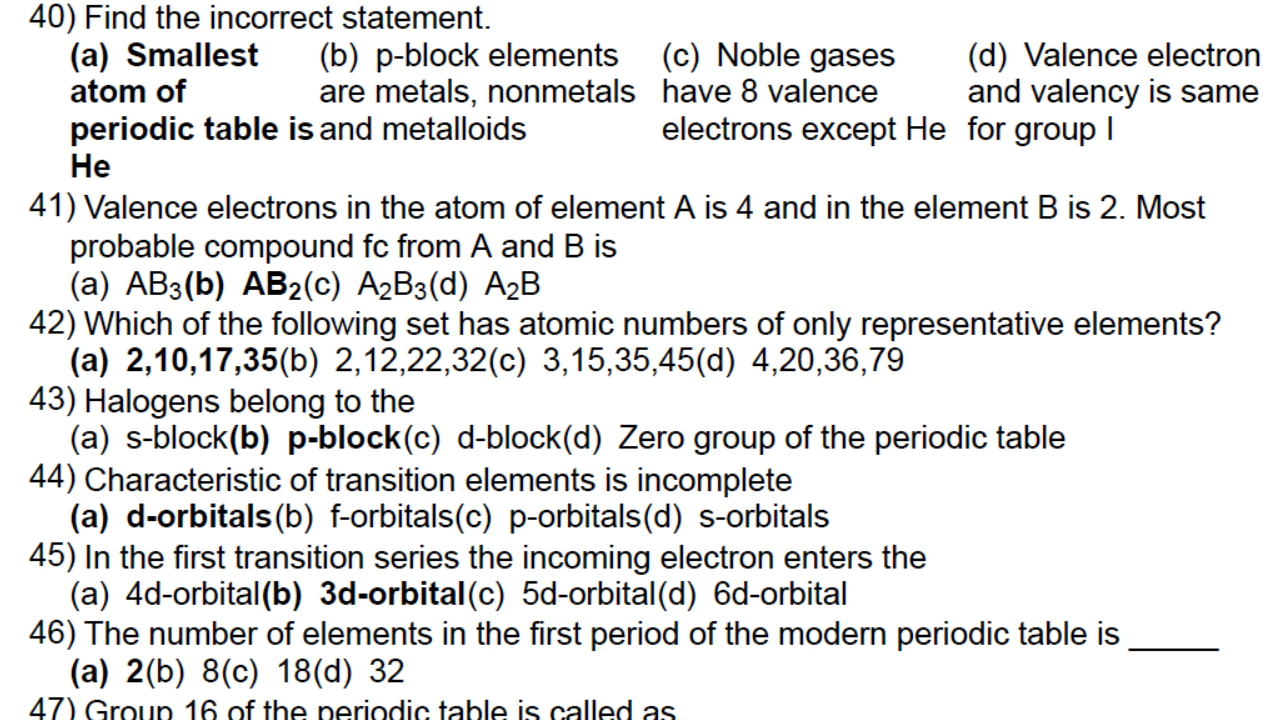 40) Find the incorrect statement.
(a) Smallest atom of periodic table is He
(b) p-block elements are metals, nonmetals and metalloids
(c) Noble gases have 8 valence electrons except He
(d) Valence electron and valency is same for group I
41) Valence electrons in the atom of element A is 4 and in the element B is 2. Most
probable compound fc from A and B is
(a) AB₃(b) AB₂(c) A₂B₃(d) A₂B
42) Which of the following set has atomic numbers of only representative elements?
(a) 2,10,17,35(b) 2,12,22,32(c) 3,15,35,45(d) 4,20,36,79
43) Halogens belong to the
(a) s-block(b) p-block(c) d-block(d) Zero group of the periodic table
44) Characteristic of transition elements is incomplete
(a) d-orbitals(b) f-orbitals(c) p-orbitals(d) s-orbitals
45) In the first transition series the incoming electron enters the
(a) 4d-orbital(b) 3d-orbital(c) 5d-orbital(d) 6d-orbital
46) The number of elements in the first period of the modern periodic table is _____
(a) 2(b) 8(c) 18(d) 32
47) Group 16 of the periodic table is called as